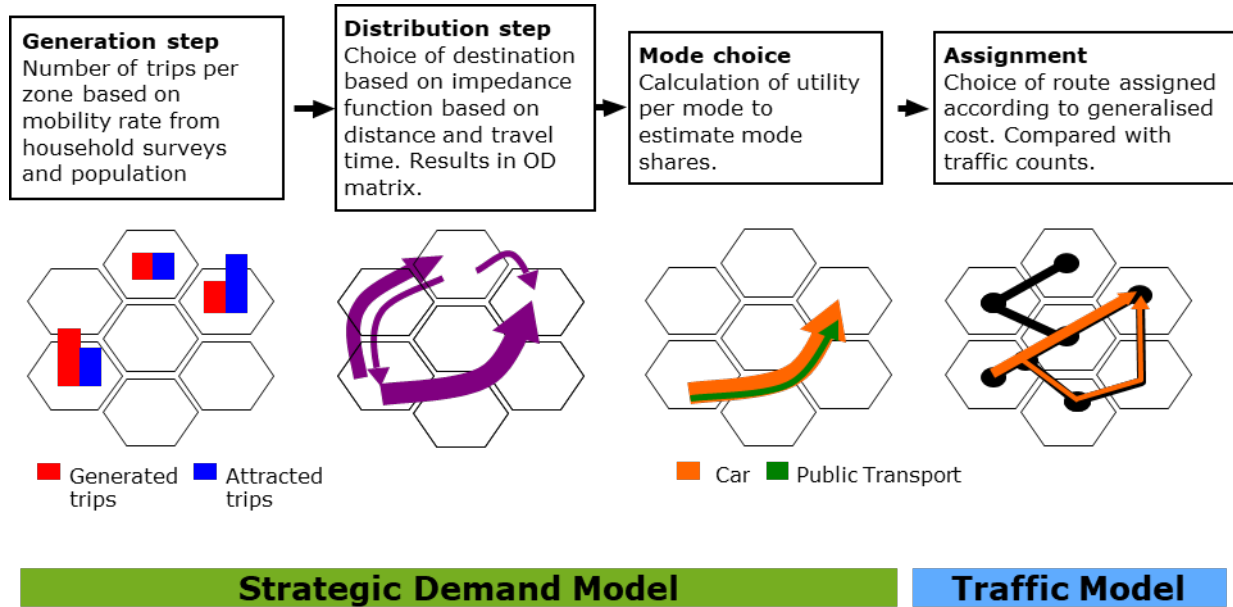 Generation step
Number of trips per
zone based on
mobility rate from
household surveys
and population
Distribution step
Choice of destination
based on impedance
function based on
distance and travel
time. Results in OD
matrix.
Mode choice
Calculation of utility
per mode to
estimate mode
shares.
Assignment
Choice of route assigned
according to generalised
cost. Compared with
traffic counts.
Generated
trips
Attracted
trips
Car
Public Transport
Strategic Demand Model
Traffic Model